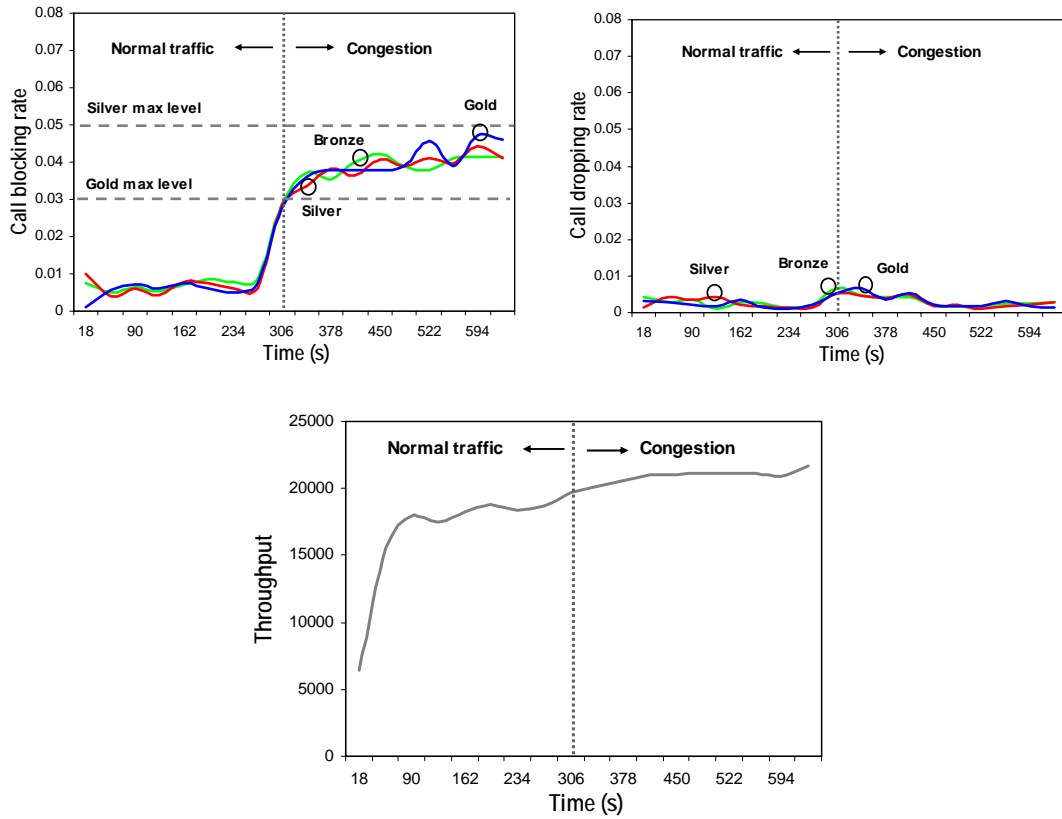 0.08
0.07
0.06
0.05
0.04
0.03
0.02
0.01
0
Call blocking rate
Normal traffic
Congestion
Silver max level
Gold
Bronze
Gold max level
Silver
18 90 162 234 306 378 450 522 594
Time (s)
0.08
0.07
0.06
0.05
0.04
0.03
0.02
0.01
0
Call dropping rate
Normal traffic
Congestion
Silver
Bronze
Gold
18 90 162 234 306 378 450 522 594
Time (s)
25000
20000
15000
10000
5000
0
Throughput
Normal traffic
Congestion
18 90 162 234 306 378 450 522 594
Time (s)